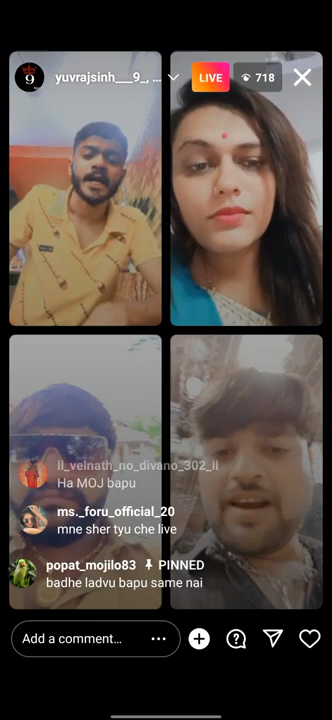 9
yuvrajsinh___9_, ...
LIVE
718
ll_velnath_no_divano_302_ll
Ha MOJ bapu
ms._foru_official_20
mne sher tyu che live
popat_mojilo83 PINNED
badhe ladvu bapu same nai
Add a comment...